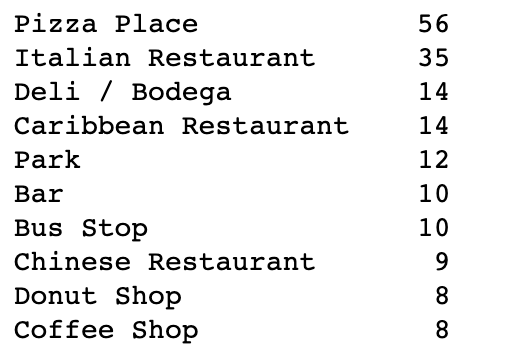 Pizza Place 56
Italian Restaurant 35
Deli / Bodega 14
Caribbean Restaurant 14
Park 12
Bar 10
Bus Stop 10
Chinese Restaurant 9
Donut Shop 8
Coffee Shop 8